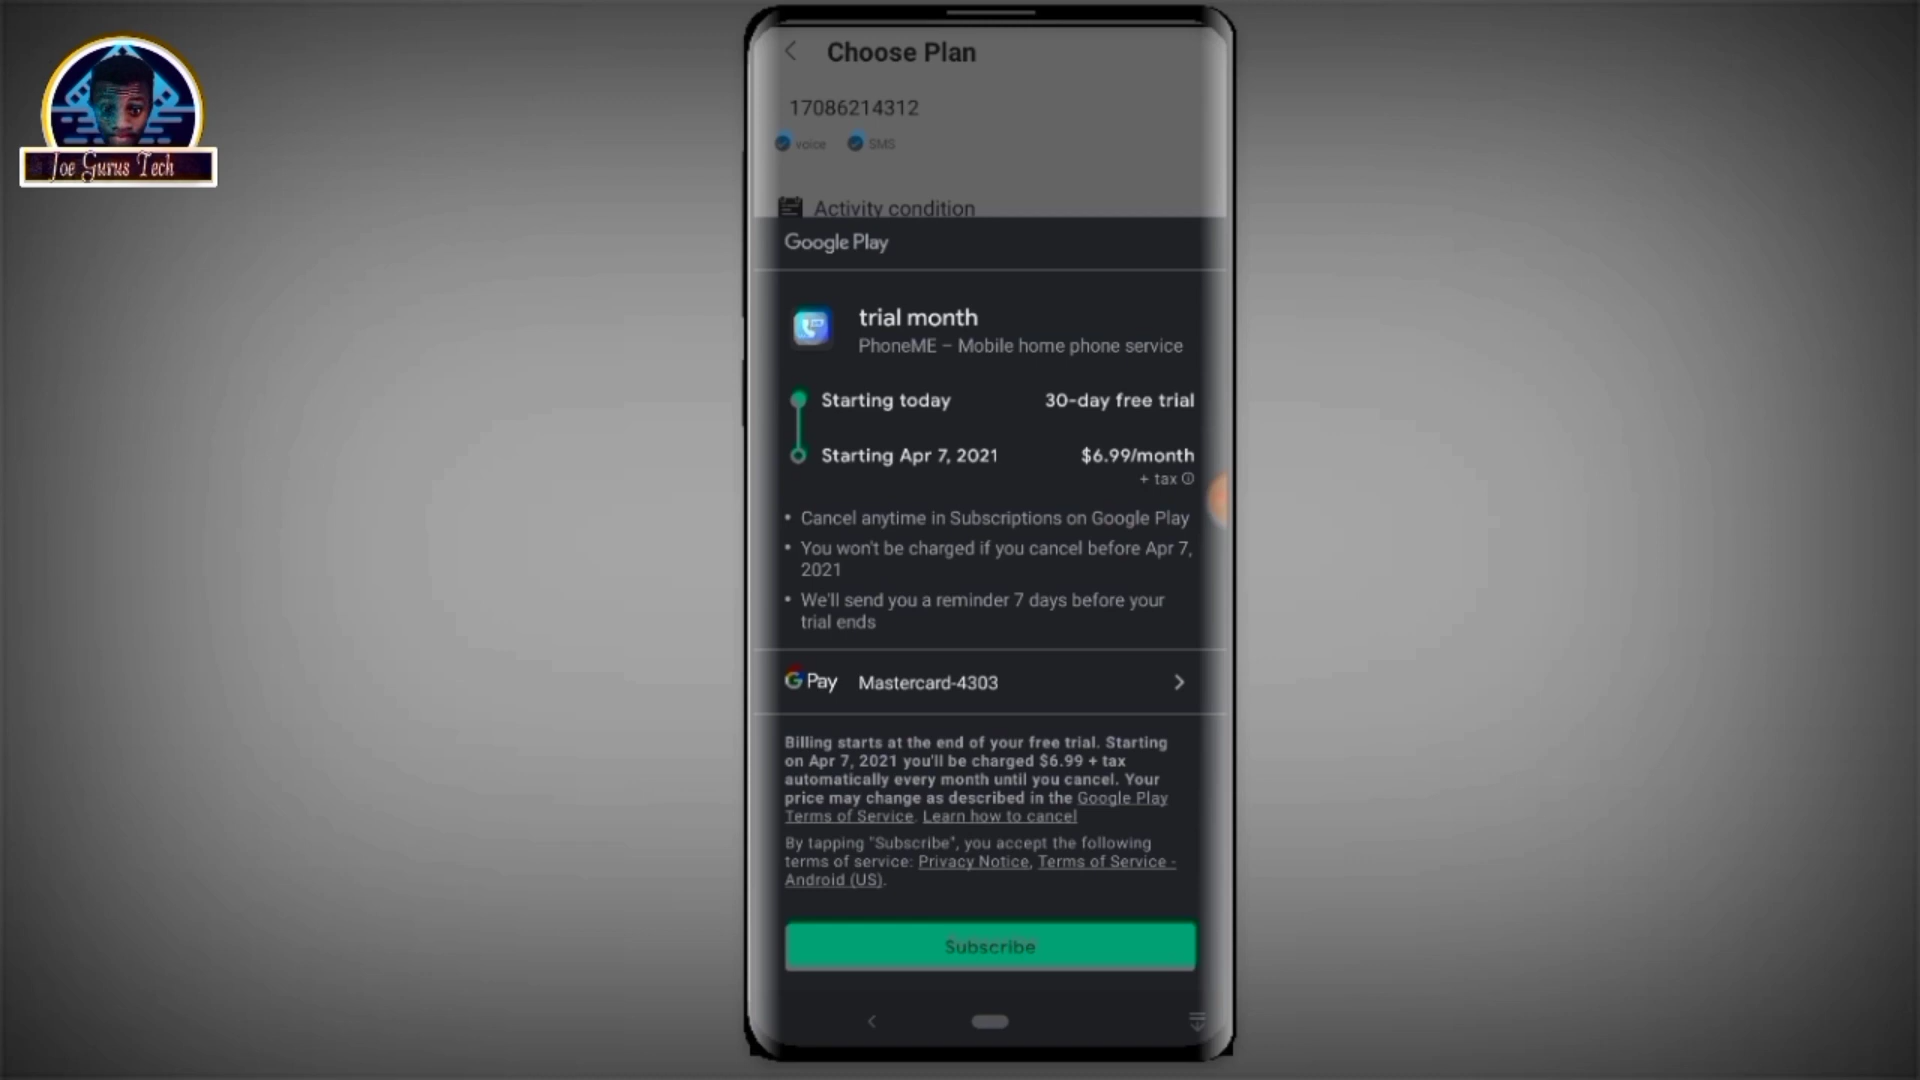 Joe Gurus Tech
Choose Plan
17086214312
voice SMS
Activity condition
Google Play
trial month
PhoneME – Mobile home phone service
Starting today 30-day free trial
Starting Apr 7, 2021 $6.99/month
+ tax
• Cancel anytime in Subscriptions on Google Play
• You won't be charged if you cancel before Apr 7,
2021
• We'll send you a reminder 7 days before your
trial ends
G Pay Mastercard-4303
Billing starts at the end of your free trial. Starting
on Apr 7, 2021 you'll be charged $6.99 + tax
automatically every month until you cancel. Your
price may change as described in the Google Play
Terms of Service. Learn how to cancel
By tapping "Subscribe", you accept the following
terms of service: Privacy Notice, Terms of Service -
Android (US).
Subscribe